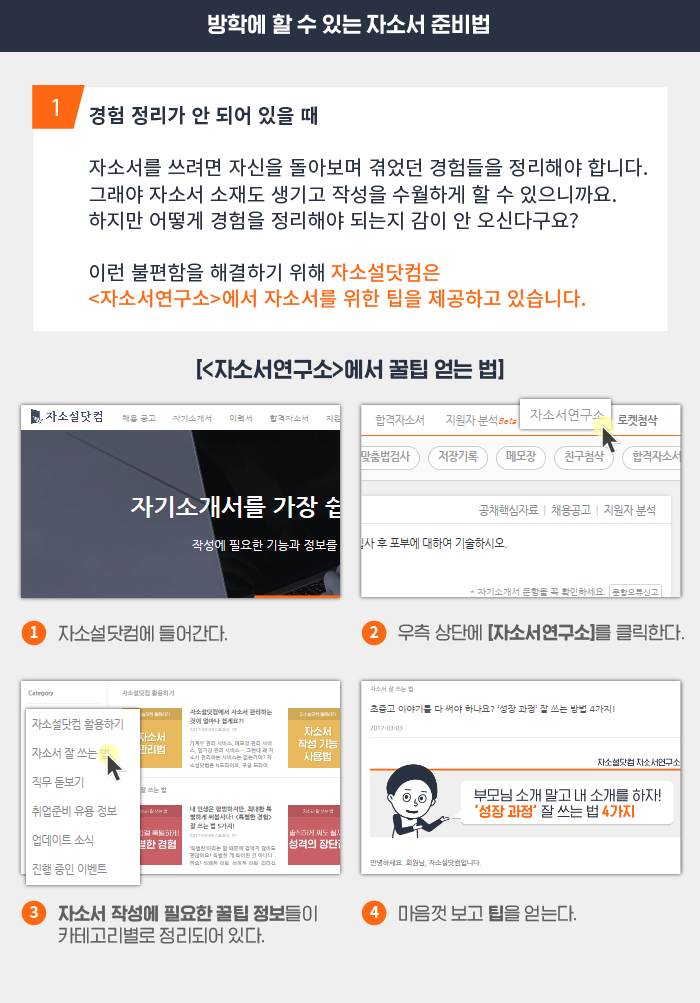 방학에 할 수 있는 자소서 준비법
1
경험 정리가 안 되어 있을 때
자소서를 쓰려면 자신을 돌아보며 겪었던 경험들을 정리해야 합니다.
그래야 자소서 소재도 생기고 작성을 수월하게 할 수 있으니까요.
하지만 어떻게 경험을 정리해야 되는지 감이 안 오신다구요?
이런 불편함을 해결하기 위해 자소설닷컴은
<자소서연구소>에서 자소서를 위한 팁을 제공하고 있습니다.
[<자소서연구소>에서 꿀팁 얻는 법]
자소설닷컴 채용 공고 자기소개서 이력서 합격자소서 지원
자기소개서를 가장 쉽
작성에 필요한 기능과 정보를
합격자소서 지원자 분석Beta 자소서연구소 로켓첨삭
맞춤법검사 저장기록 메모장 친구첨삭 합격자소서
공채핵심자료 | 채용공고 | 지원자 분석
입사 후 포부에 대하여 기술하시오.
* 자기소개서 문항을 꼭 확인하세요. 문항오류신고
1 자소설닷컴에 들어간다.
2 우측 상단에 [자소서연구소]를 클릭한다.
Category
자소설닷컴 활용하기
자소서 잘 쓰는 법
직무 돋보기
취업준비 유용 정보
업데이트 소식
진행 중인 이벤트
자소설닷컴 활용하기
자소서
관리법
자소설닷컴에서 자소서 관리하는
것이 얼마나 쉽게요?!
자소서
작성 기능
사용법
잘 쓰는 법
특별한 경험
내 인생은 평범하지만, 최대한 특
별하게 써봅시다! <특별한 경험>
잘 쓰기 방법 5가지!
솔직하게 써도 될까
성격의 장단점
자소서 잘 쓰는 법
초중고 이야기를 다 써야 하나요? '성장 과정' 잘 쓰는 방법 4가지!
2017-03-03
자소설닷컴 자소서연구소
부모님 소개 말고 내 소개를 하자!
'성장 과정' 잘 쓰는 법 4가지
안녕하세요. 회원님, 자소설닷컴입니다.
3 자소서 작성에 필요한 꿀팁 정보들이
카테고리별로 정리되어 있다.
4 마음껏 보고 팁을 얻는다.